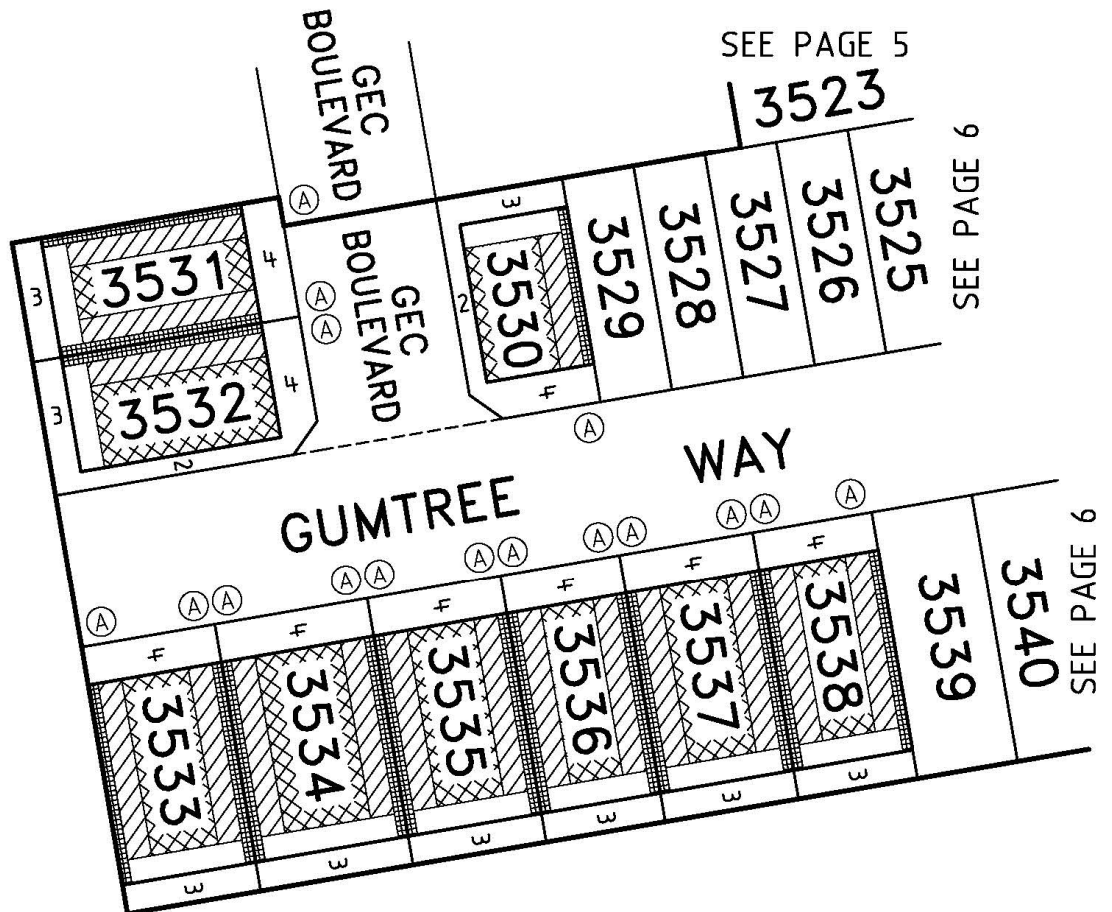 SEE PAGE 5
3523
GEC
BOULEVARD
SEE PAGE 6
A
3
3531
4
3
3530
2
4
3529
3528
3527
3526
3525
A
A
GEC
BOULEVARD
3
3532
4
2
A
GUMTREE WAY
A
A A
A A
A A
A A
A A
A
4
4
4
4
4
4
3533
3534
3535
3536
3537
3538
3539
3540
SEE PAGE 6
3
3
3
3
3
3